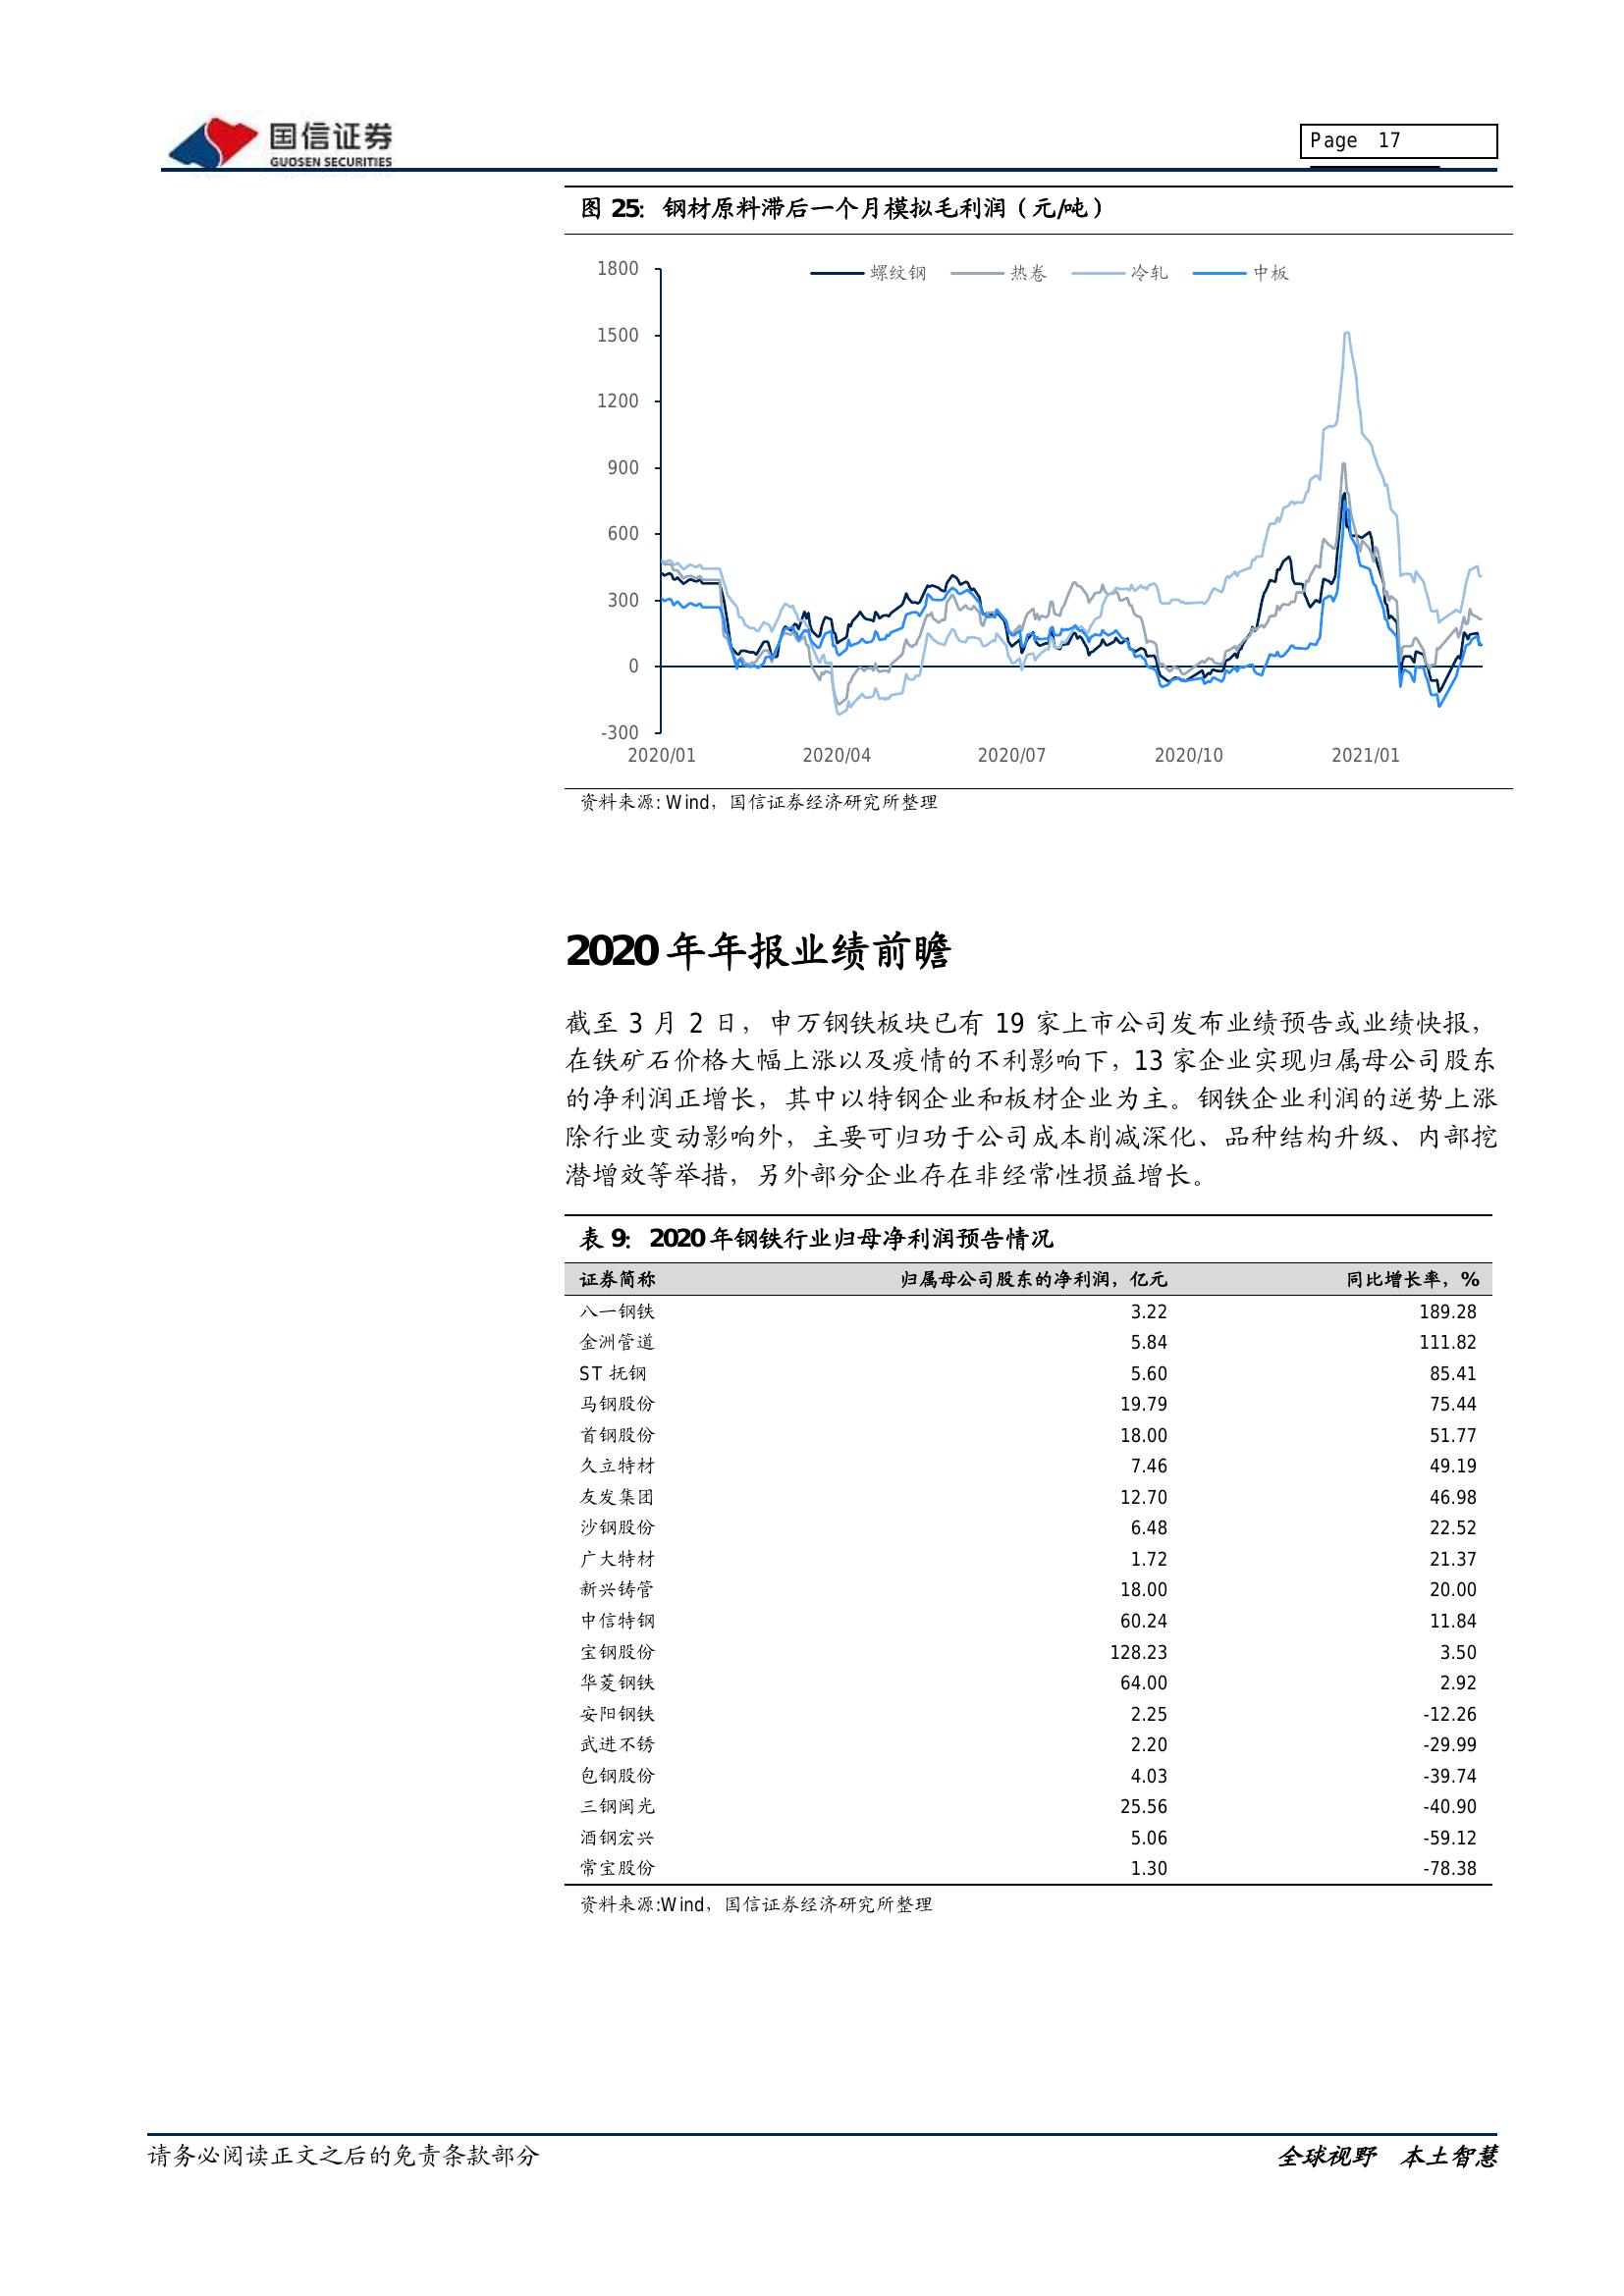 国信证券
GUOSEN SECURITIES
Page 17
图 25：钢材原料滞后一个月模拟毛利润（元/吨）
螺纹钢 热卷 冷轧 中板
1800
1500
1200
900
600
300
0
-300
2020/01 2020/04 2020/07 2020/10 2021/01
资料来源: Wind，国信证券经济研究所整理
2020 年年报业绩前瞻
截至 3 月 2 日，申万钢铁板块已有 19 家上市公司发布业绩预告或业绩快报，
在铁矿石价格大幅上涨以及疫情的不利影响下，13 家企业实现归属母公司股东
的净利润正增长，其中以特钢企业和板材企业为主。钢铁企业利润的逆势上涨
除行业变动影响外，主要可归功于公司成本削减深化、品种结构升级、内部挖
潜增效等举措，另外部分企业存在非经常性损益增长。
表 9：2020 年钢铁行业归母净利润预告情况
证券简称 归属母公司股东的净利润，亿元 同比增长率，%
八一钢铁 3.22 189.28
金洲管道 5.84 111.82
ST 抚钢 5.60 85.41
马钢股份 19.79 75.44
首钢股份 18.00 51.77
久立特材 7.46 49.19
友发集团 12.70 46.98
沙钢股份 6.48 22.52
广大特材 1.72 21.37
新兴铸管 18.00 20.00
中信特钢 60.24 11.84
宝钢股份 128.23 3.50
华菱钢铁 64.00 2.92
安阳钢铁 2.25 -12.26
武进不锈 2.20 -29.99
包钢股份 4.03 -39.74
三钢闽光 25.56 -40.90
酒钢宏兴 5.06 -59.12
常宝股份 1.30 -78.38
资料来源:Wind，国信证券经济研究所整理
请务必阅读正文之后的免责条款部分
全球视野 本土智慧